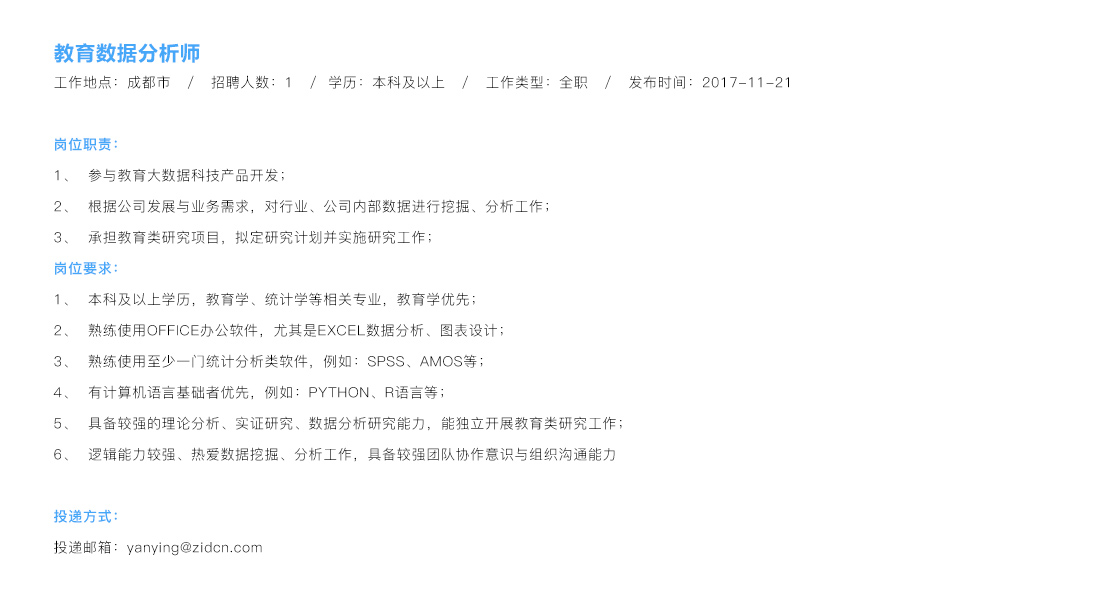 教育数据分析师
工作地点：成都市 / 招聘人数：1 / 学历：本科及以上 / 工作类型：全职 / 发布时间：2017-11-21
岗位职责：
1、 参与教育大数据科技产品开发；
2、 根据公司发展与业务需求，对行业、公司内部数据进行挖掘、分析工作；
3、 承担教育类研究项目，拟定研究计划并实施研究工作；
岗位要求：
1、 本科及以上学历，教育学、统计学等相关专业，教育学优先；
2、 熟练使用OFFICE办公软件，尤其是EXCEL数据分析、图表设计；
3、 熟练使用至少一门统计分析类软件，例如：SPSS、AMOS等；
4、 有计算机语言基础者优先，例如：PYTHON、R语言等；
5、 具备较强的理论分析、实证研究、数据分析研究能力，能独立开展教育类研究工作；
6、 逻辑能力较强、热爱数据挖掘、分析工作，具备较强团队协作意识与组织沟通能力
投递方式：
投递邮箱：yanying@zidcn.com